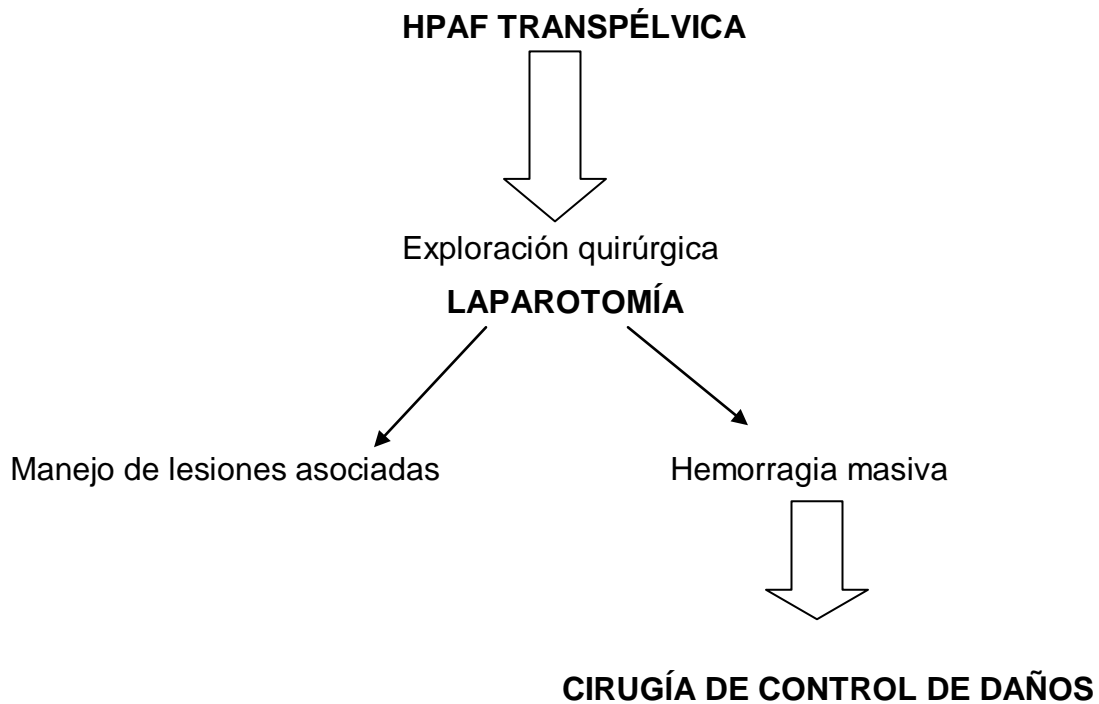 HPAF TRANSPÉLVICA
Exploración quirúrgica
LAPAROTOMÍA
Manejo de lesiones asociadas
Hemorragia masiva
CIRUGÍA DE CONTROL DE DAÑOS